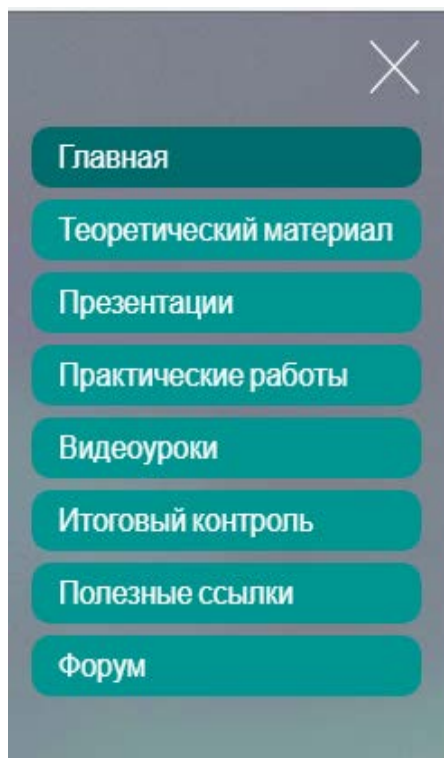 Главная
Теоретический материал
Презентации
Практические работы
Видеоуроки
Итоговый контроль
Полезные ссылки
Форум